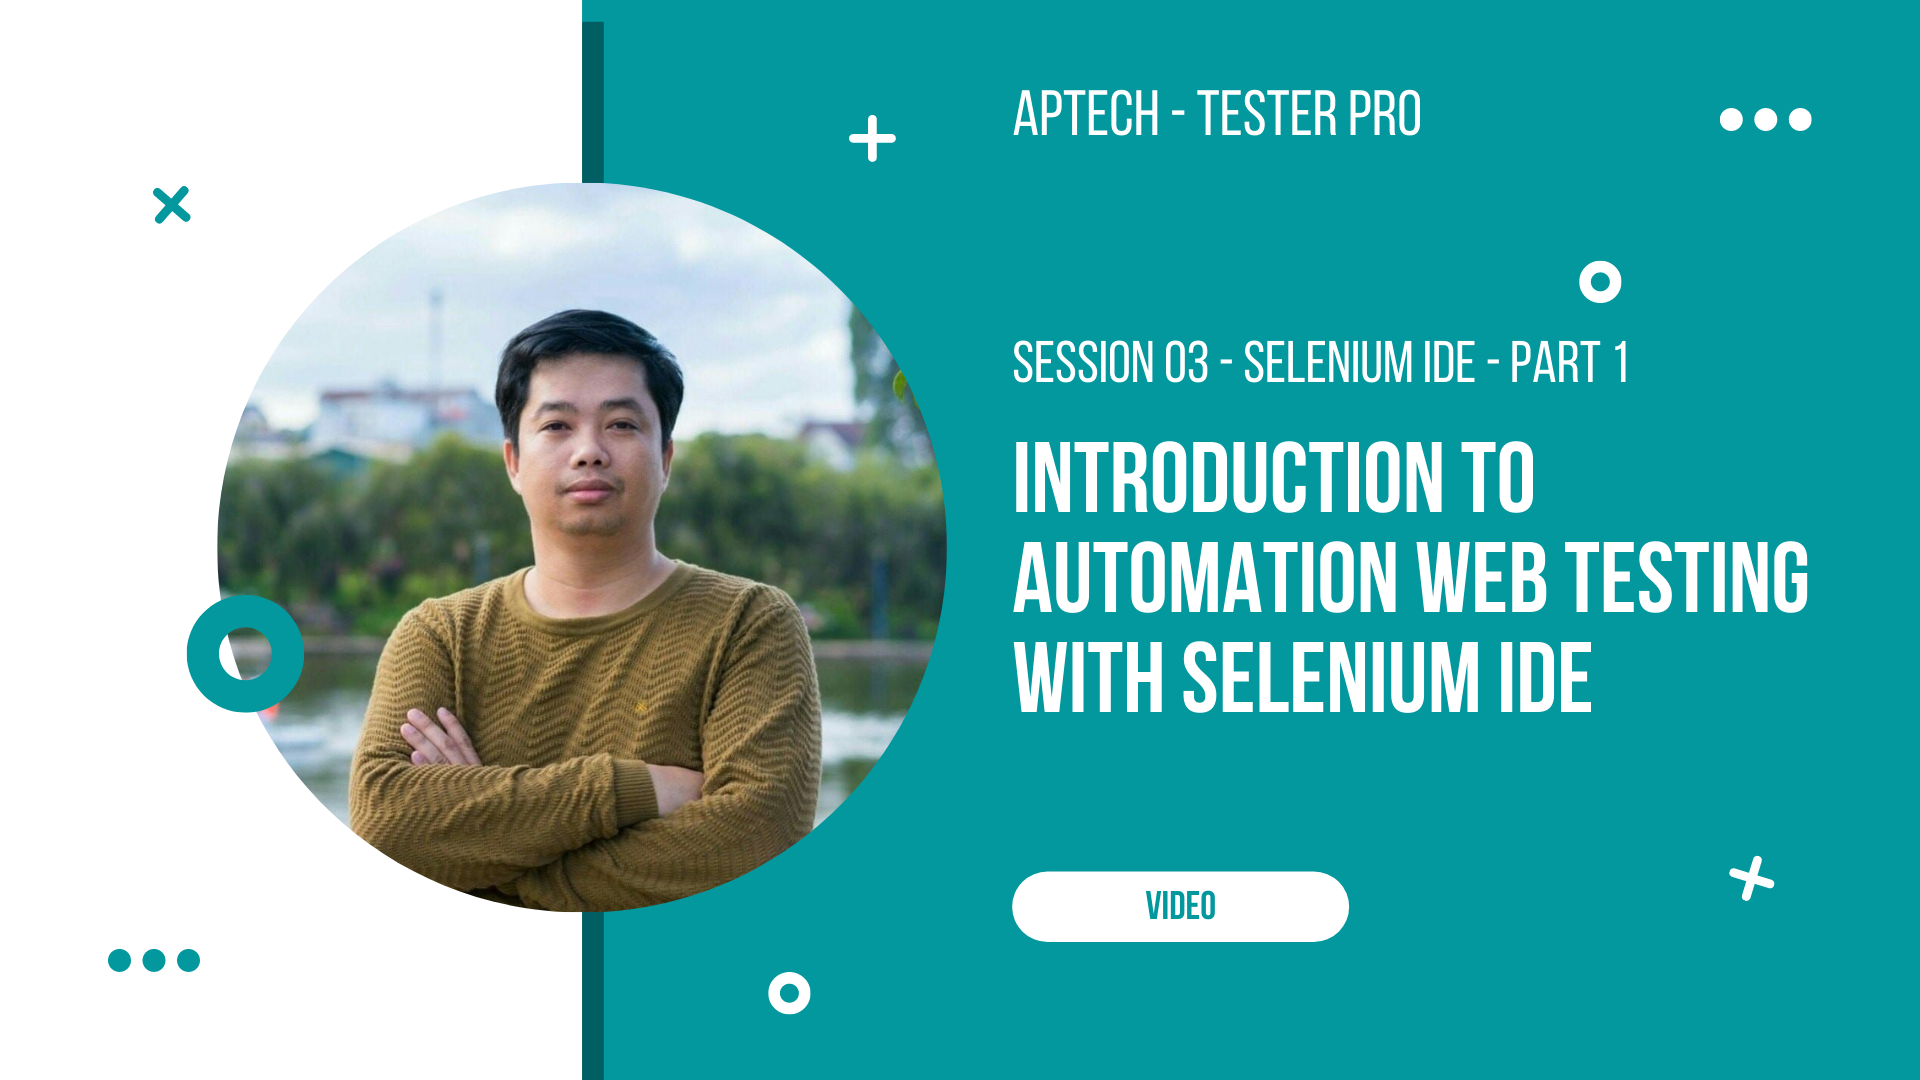 APTECH - TESTER PRO
SESSION 03 - SELENIUM IDE - PART 1
INTRODUCTION TO
AUTOMATION WEB TESTING
WITH SELENIUM IDE
VIDEO